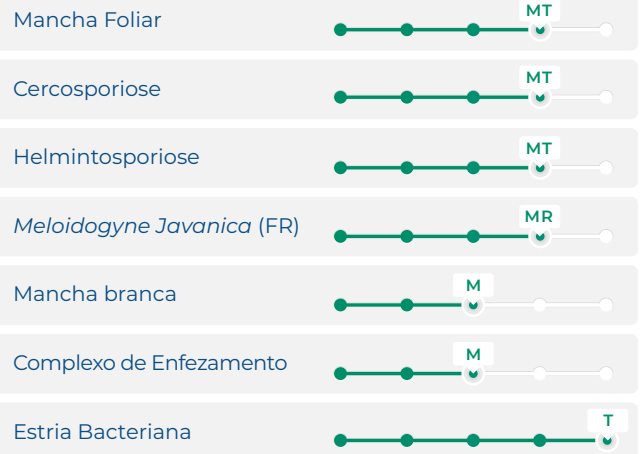 MT
Mancha Foliar
MT
Cercosporiose
MT
Helmintosporiose
MR
Meloidogyne Javanica (FR)
M
Mancha branca
M
Complexo de Enfezamento
T
Estria Bacteriana